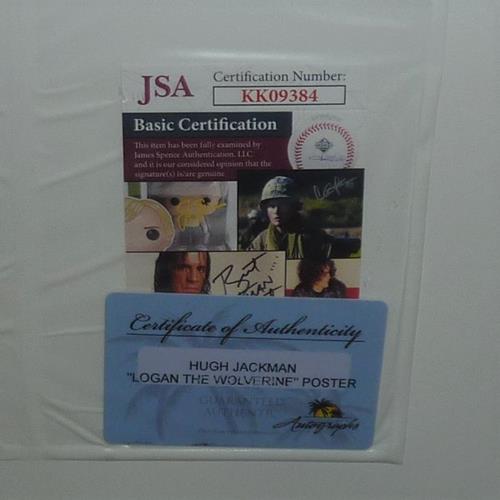 JSA
Certification Number:
KK09384
Basic Certification
This item has been fully examined by
James Spence Authentication, LLC
and it is our considered opinion that the
signature(s) is/are genuine.
Certificate of Authenticity
HUGH JACKMAN
"LOGAN THE WOLVERINE" POSTER
GUARANTEED
AUTHENTIC
Autographs